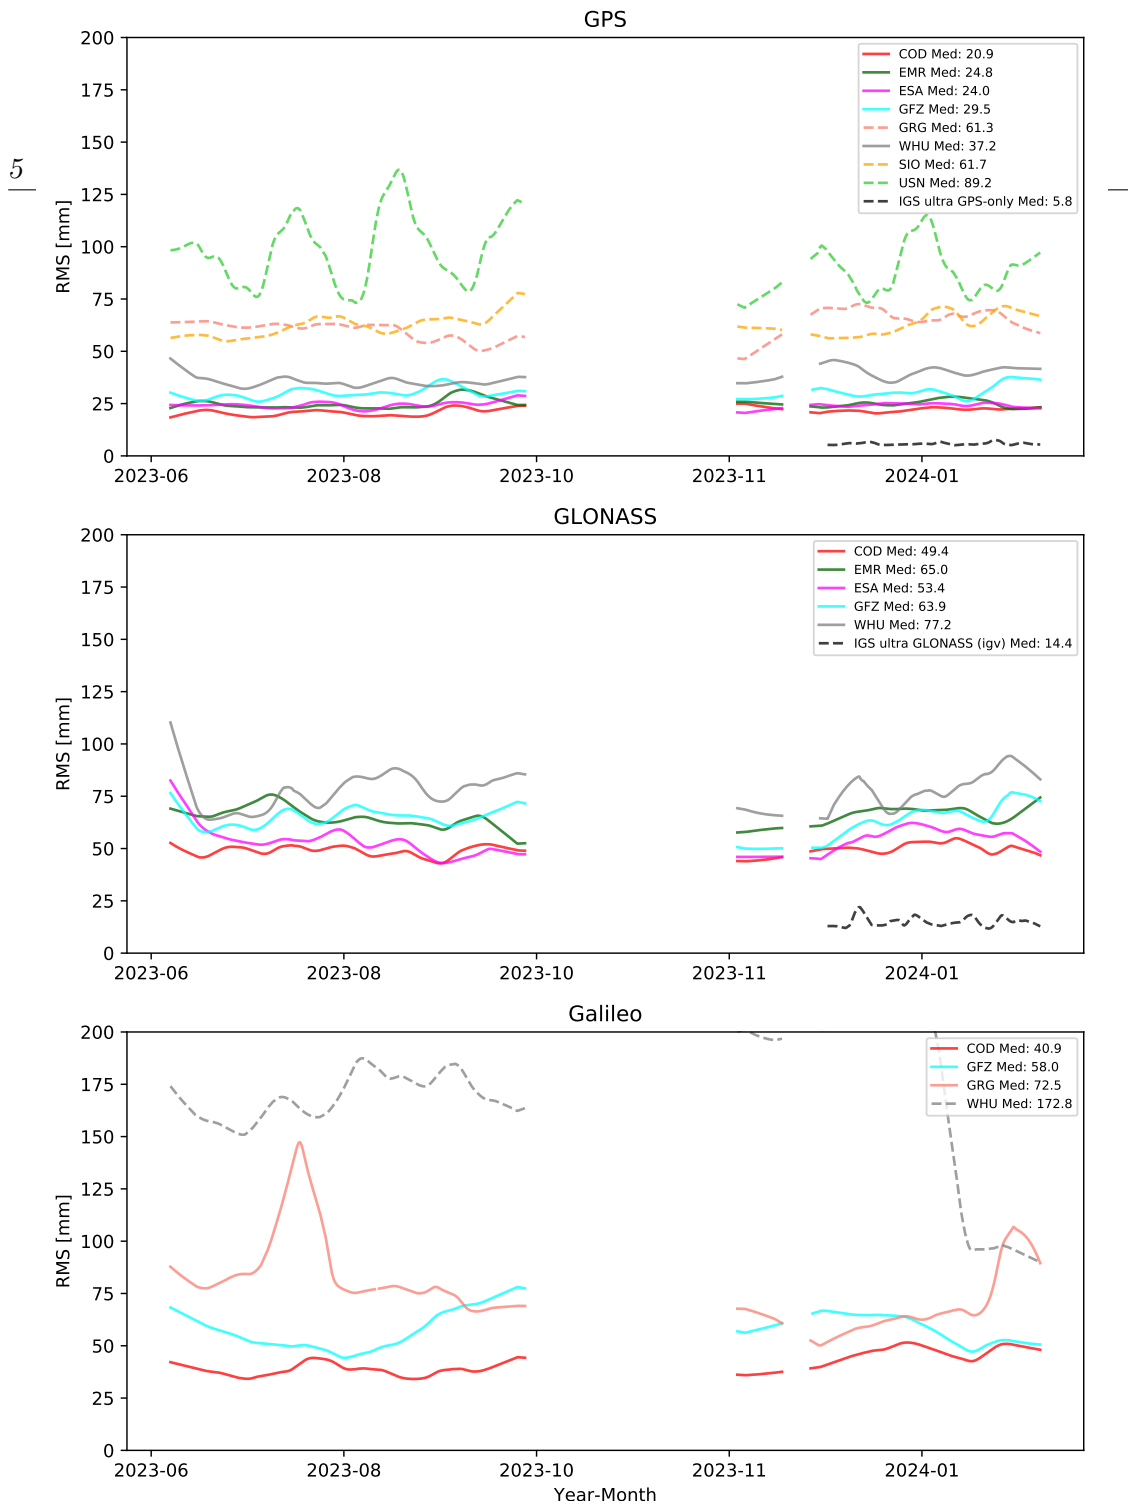 GPS
200
175
150
125
100
75
50
25
0
RMS [mm]
5
COD Med: 20.9
EMR Med: 24.8
ESA Med: 24.0
GFZ Med: 29.5
GRG Med: 61.3
WHU Med: 37.2
SIO Med: 61.7
USN Med: 89.2
IGS ultra GPS-only Med: 5.8
2023-06 2023-08 2023-10 2023-11 2024-01
GLONASS
200
175
150
125
100
75
50
25
0
RMS [mm]
COD Med: 49.4
EMR Med: 65.0
ESA Med: 53.4
GFZ Med: 63.9
WHU Med: 77.2
IGS ultra GLONASS (igv) Med: 14.4
2023-06 2023-08 2023-10 2023-11 2024-01
Galileo
200
175
150
125
100
75
50
25
0
RMS [mm]
COD Med: 40.9
GFZ Med: 58.0
GRG Med: 72.5
WHU Med: 172.8
2023-06 2023-08 2023-10 2023-11 2024-01
Year-Month